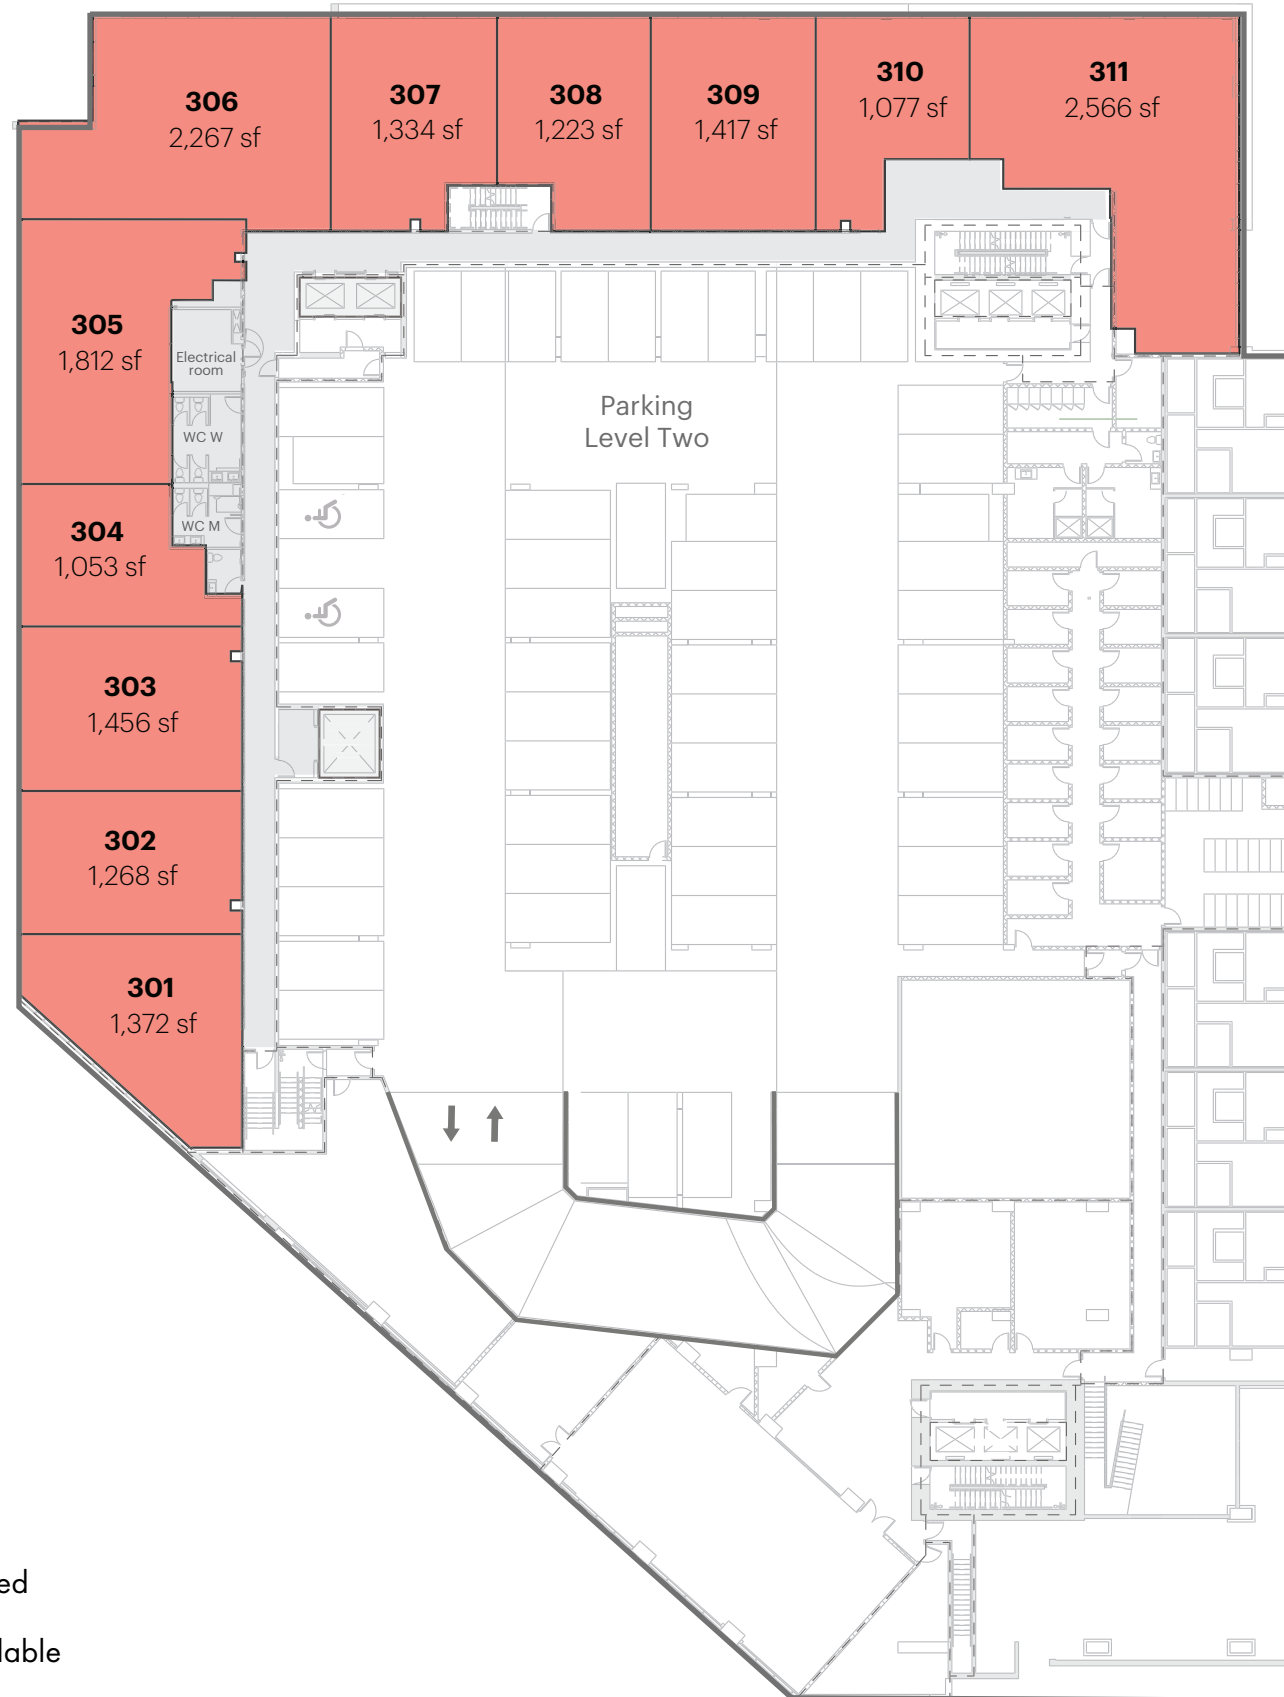 306
2,267 sf
307
1,334 sf
308
1,223 sf
309
1,417 sf
310
1,077 sf
311
2,566 sf
305
1,812 sf
Electrical
room
WC W
Parking
Level Two
304
1,053 sf
WC M
303
1,456 sf
302
1,268 sf
301
1,372 sf
ed
lable